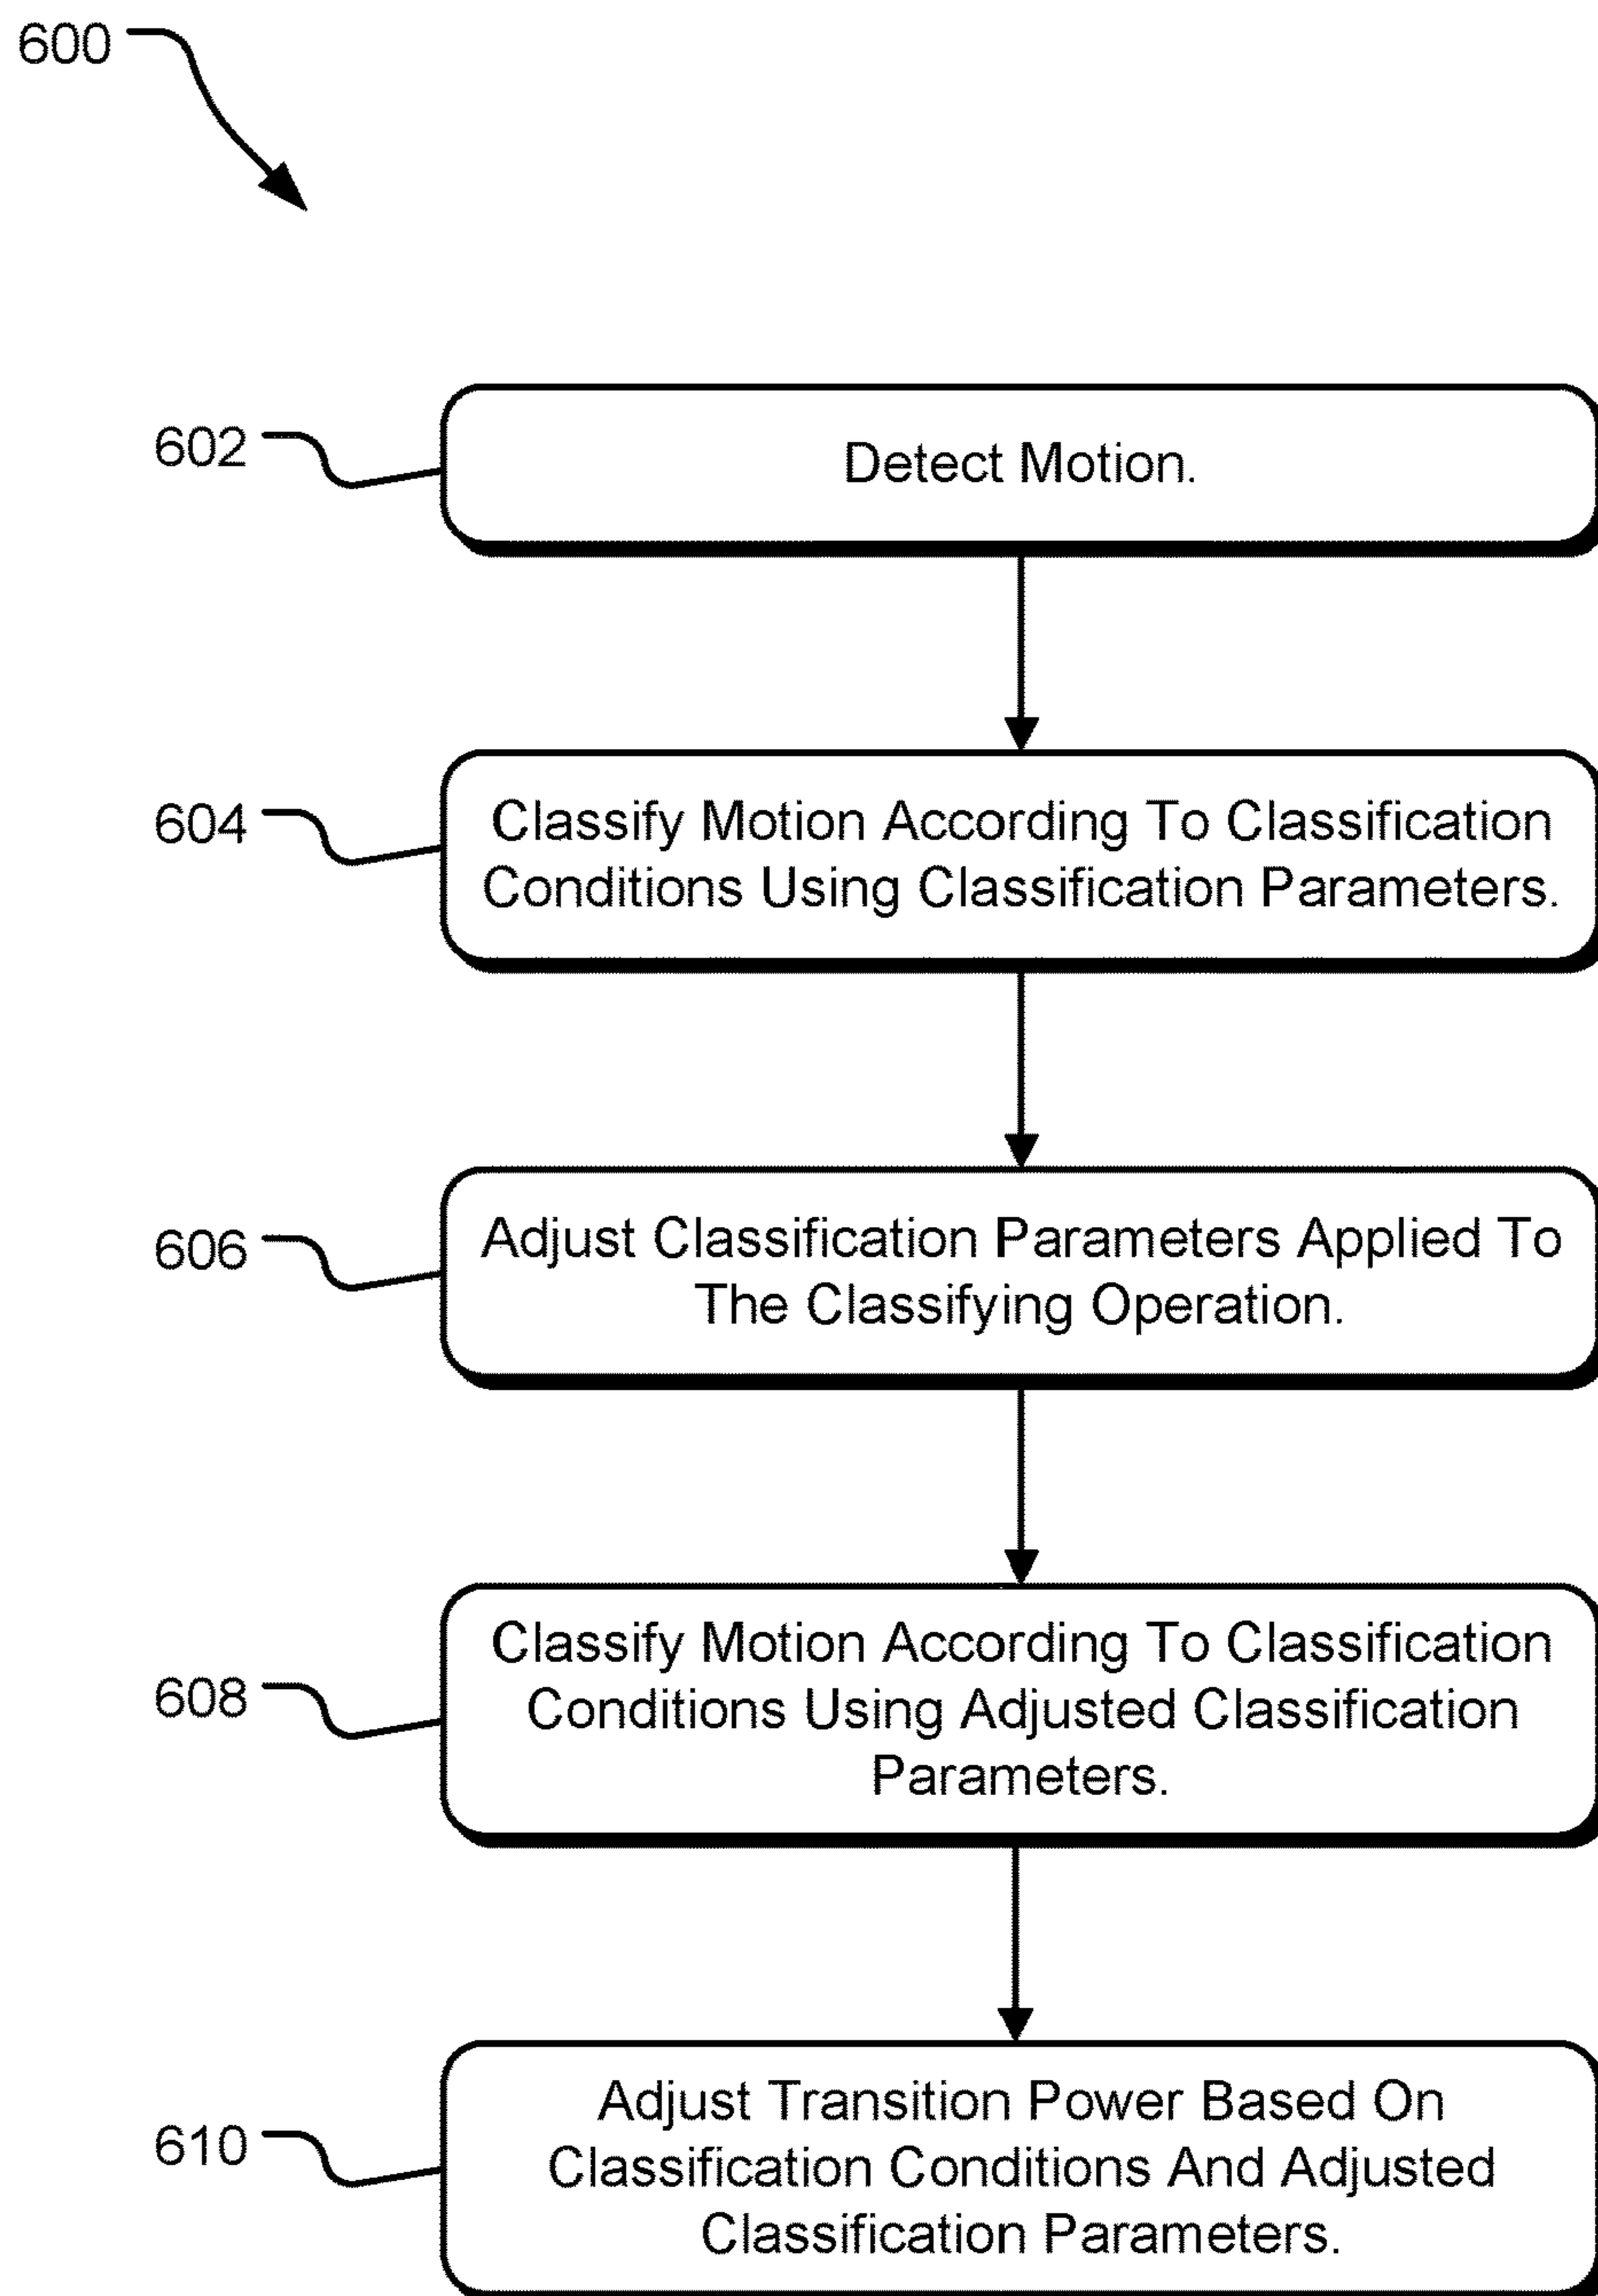 600
602
Detect Motion.
604
Classify Motion According To Classification
Conditions Using Classification Parameters.
606
Adjust Classification Parameters Applied To
The Classifying Operation.
608
Classify Motion According To Classification
Conditions Using Adjusted Classification
Parameters.
610
Adjust Transition Power Based On
Classification Conditions And Adjusted
Classification Parameters.